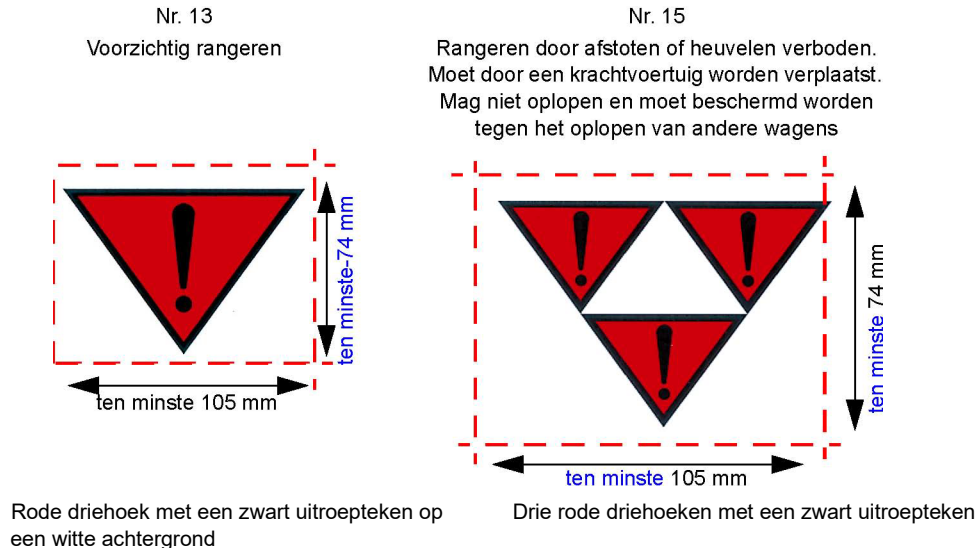 Nr. 13
Voorzichtig rangeren
ten minste-74 mm
ten minste 105 mm
Rode driehoek met een zwart uitroepteken op
een witte achtergrond
Nr. 15
Rangeren door afstoten of heuvelen verboden.
Moet door een krachtvoertuig worden verplaatst.
Mag niet oplopen en moet beschermd worden
tegen het oplopen van andere wagens
ten minste 74 mm
ten minste 105 mm
Drie rode driehoeken met een zwart uitroepteken